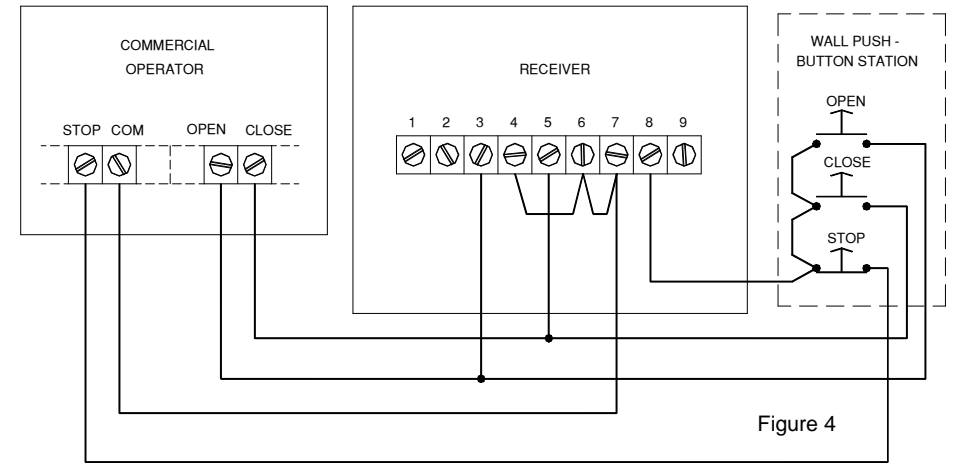 COMMERCIAL
OPERATOR
STOP COM OPEN CLOSE
RECEIVER
1 2 3 4 5 6 7 8 9
WALL PUSH -
BUTTON STATION
OPEN
CLOSE
STOP
Figure 4